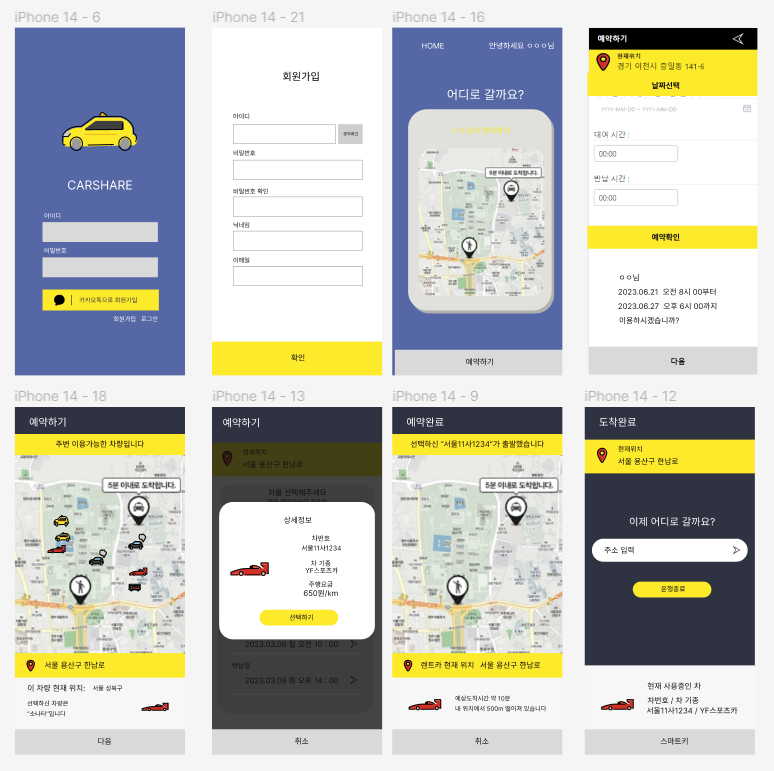 iPhone 14 - 6
CARSHARE
아이디
비밀번호
카카오톡으로 회원가입
회원가입 로그인
iPhone 14 - 21
회원가입
아이디
중복확인
비밀번호
비밀번호 확인
닉네임
이메일
확인
iPhone 14 - 16
HOME 안녕하세요 ㅇㅇㅇ님
어디로 갈까요?
5분 이내로 도착합니다.
예약하기
예약하기
현재위치
경기 이천시 증일동 141-6
날짜선택
YYYY-MM-DD ~ YYYY-MM-DD
대여 시간 :
00:00
반납 시간 :
00:00
예약확인
ㅇㅇ님
2023.06.21 오전 8시 00부터
2023.06.27 오후 6시 00까지
이용하시겠습니까?
다음
iPhone 14 - 18
예약하기
주변 이용가능한 차량입니다
5분 이내로 도착합니다.
서울 용산구 한남로
이 차량 현재 위치: 서울 성북구
선택하신 차량은
"소나타"입니다
다음
iPhone 14 - 13
예약하기
현재위치
서울 용산구 한남로
차를 선택해주세요
상세정보
차번호
서울11사1234
차 기종
YF스포츠카
주행요금
650원/km
선택하기
2023.03.09 월 오전 10 : 00
반납일
2023.03.09 화 오후 14 : 00
취소
iPhone 14 - 9
예약완료
선택하신 "서울11사1234"가 출발했습니다
5분 이내로 도착합니다.
렌트카 현재 위치 서울 용산구 한남로
예상도착시간 약 10분
내 위치에서 500m 떨어져 있습니다
취소
iPhone 14 - 12
도착완료
현재위치
서울 용산구 한남로
이제 어디로 갈까요?
주소 입력
운행종료
현재 사용중인 차
차번호 / 차 기종
서울11사1234 / YF스포츠카
스마트키